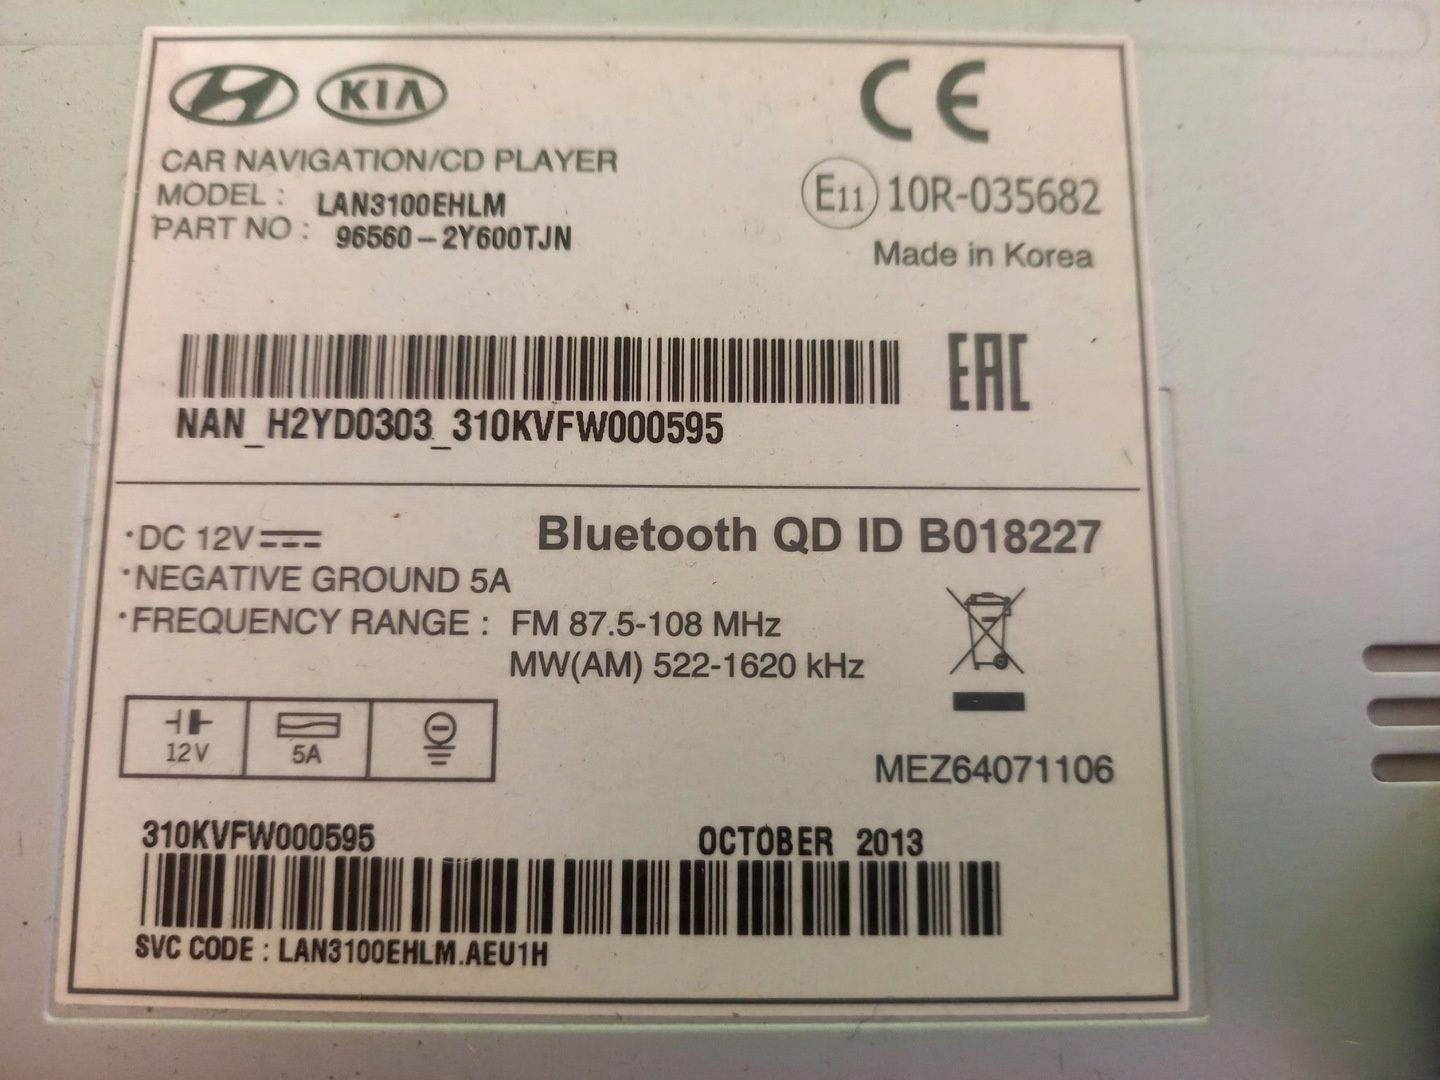 KIA
CE
CAR NAVIGATION/CD PLAYER
MODEL : LAN3100EHLM
PART NO : 96560-2Y600TJN
E11 10R-035682
Made in Korea
EAC
NAN_H2YD0303_310KVFW000595
·DC 12V
Bluetooth QD ID B018227
·NEGATIVE GROUND 5A
·FREQUENCY RANGE : FM 87.5-108 MHz
MW(AM) 522-1620 kHz
12V
5A
MEZ64071106
310KVFW000595
OCTOBER 2013
SVC CODE : LAN3100EHLM.AEU1H